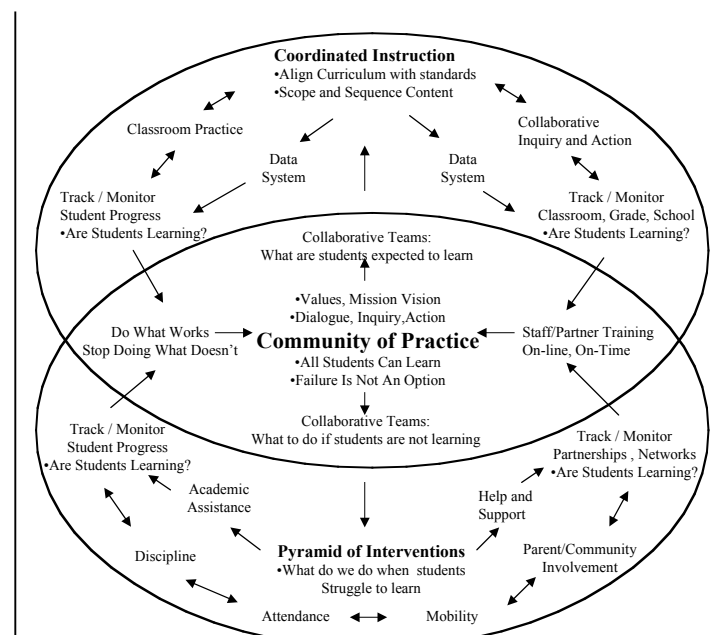 Coordinated Instruction
•Align Curriculum with standards
•Scope and Sequence Content
Classroom Practice
Collaborative
Inquiry and Action
Data
System
Data
System
Track / Monitor
Student Progress
•Are Students Learning?
Track / Monitor
Classroom, Grade, School
•Are Students Learning?
Collaborative Teams:
What are students expected to learn
•Values, Mission Vision
•Dialogue, Inquiry,Action
Do What Works
Stop Doing What Doesn't
Community of Practice
Staff/Partner Training
On-line, On-Time
•All Students Can Learn
•Failure Is Not An Option
Collaborative Teams:
What to do if students are not learning
Track / Monitor
Student Progress
•Are Students Learning?
Track / Monitor
Partnerships , Networks
•Are Students Learning?
Academic
Assistance
Help and
Support
Discipline
Pyramid of Interventions
•What do we do when students
Struggle to learn
Parent/Community
Involvement
Attendance
Mobility